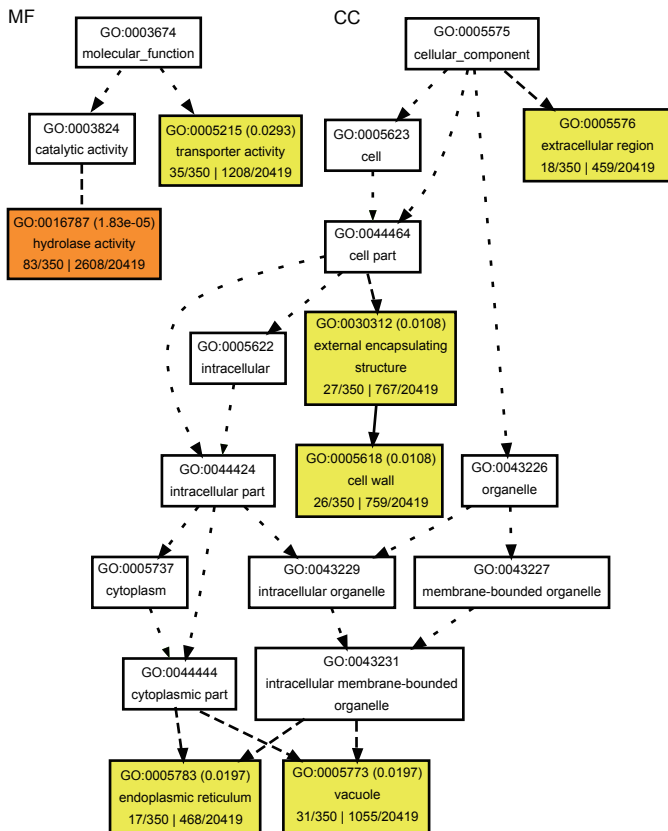 MF
GO:0003674
molecular_function
GO:0003824
catalytic activity
GO:0005215 (0.0293)
transporter activity
35/350 | 1208/20419
GO:0016787 (1.83e-05)
hydrolase activity
83/350 | 2608/20419
CC
GO:0005575
cellular_component
GO:0005623
cell
GO:0005576
extracellular region
18/350 | 459/20419
GO:0044464
cell part
GO:0005622
intracellular
GO:0030312 (0.0108)
external encapsulating
structure
27/350 | 767/20419
GO:0044424
intracellular part
GO:0005618 (0.0108)
cell wall
26/350 | 759/20419
GO:0043226
organelle
GO:0005737
cytoplasm
GO:0043229
intracellular organelle
GO:0043227
membrane-bounded organelle
GO:0044444
cytoplasmic part
GO:0043231
intracellular membrane-bounded
organelle
GO:0005783 (0.0197)
endoplasmic reticulum
17/350 | 468/20419
GO:0005773 (0.0197)
vacuole
31/350 | 1055/20419